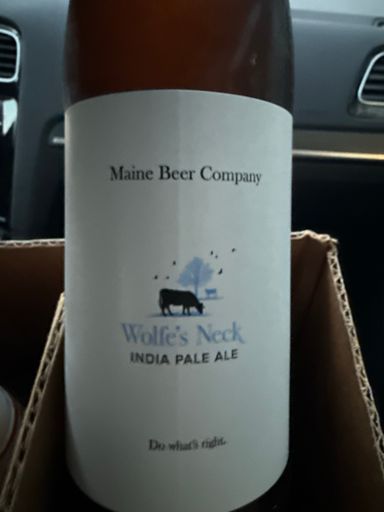 Maine Beer Company
Wolfe's Neck
INDIA PALE ALE
Do what's right.